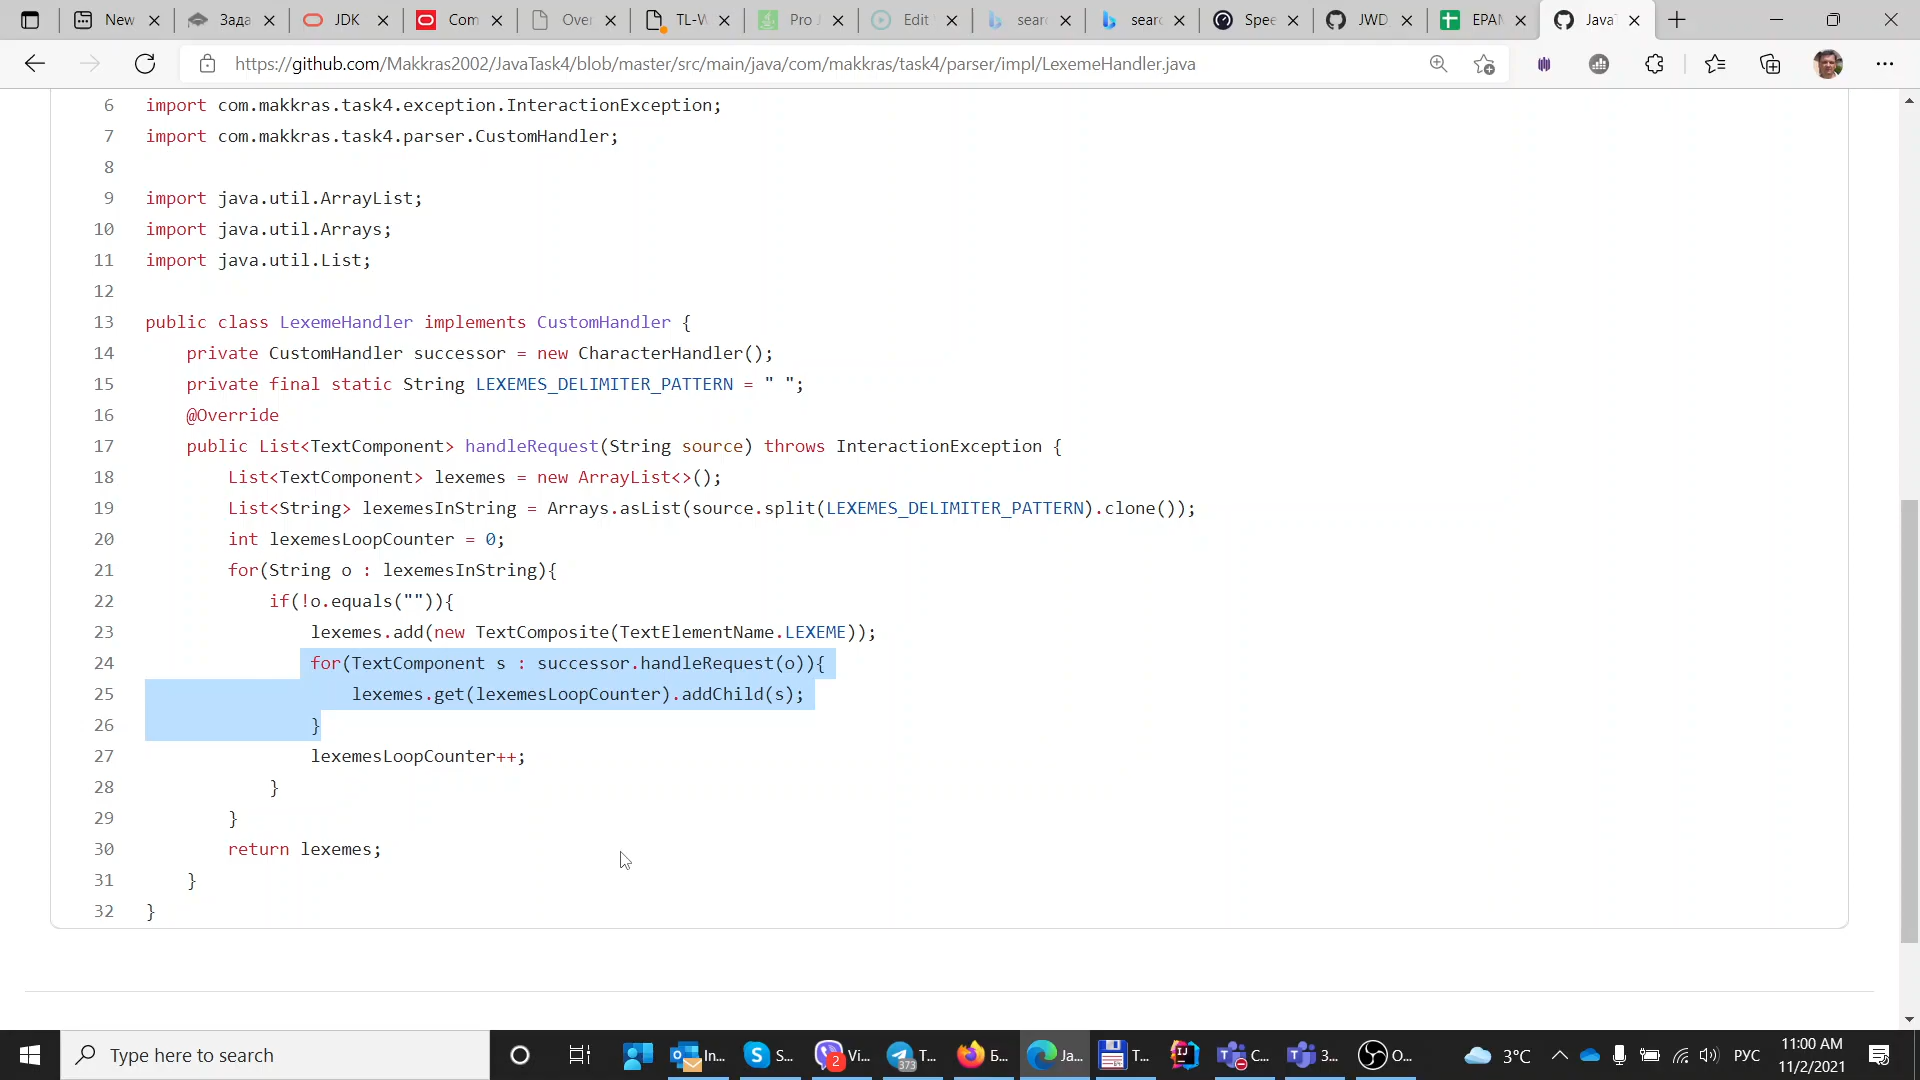 New
Зада
JDK
Com
Over
TL-W
Pro J
Edit
searc
searc
Spee
JWD
EPAM
JavaT
https://github.com/Makkras2002/JavaTask4/blob/master/src/main/java/com/makkras/task4/parser/impl/LexemeHandler.java
6 import com.makkras.task4.exception.InteractionException;
7 import com.makkras.task4.parser.CustomHandler;
8
9 import java.util.ArrayList;
10 import java.util.Arrays;
11 import java.util.List;
12
13 public class LexemeHandler implements CustomHandler {
14 private CustomHandler successor = new CharacterHandler();
15 private final static String LEXEMES_DELIMITER_PATTERN = " ";
16 @Override
17 public List<TextComponent> handleRequest(String source) throws InteractionException {
18 List<TextComponent> lexemes = new ArrayList<>();
19 List<String> lexemesInString = Arrays.asList(source.split(LEXEMES_DELIMITER_PATTERN).clone());
20 int lexemesLoopCounter = 0;
21 for(String o : lexemesInString){
22 if(!o.equals("")){
23 lexemes.add(new TextComposite(TextElementName.LEXEME));
24 for(TextComponent s : successor.handleRequest(o)){
25 lexemes.get(lexemesLoopCounter).addChild(s);
26 }
27 lexemesLoopCounter++;
28 }
29 }
30 return lexemes;
31 }
32 }
Type here to search
In...
S...
2
Vi...
373
T...
Б...
Ja...
T...
C...
З...
O...
3°C
РУС
11:00 AM
11/2/2021